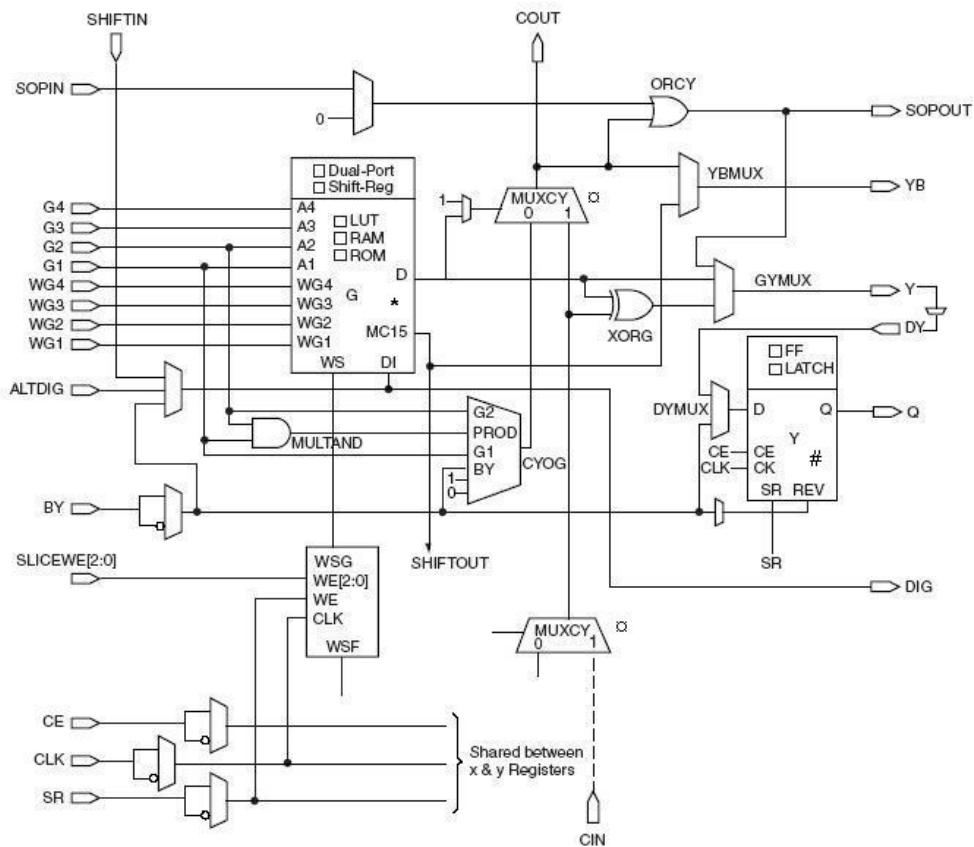 SHIFTIN
COUT
SOPIN
0
ORCY
SOPOUT
Dual-Port
Shift-Reg
YBMUX
YB
G4
G3
G2
G1
WG4
WG3
WG2
WG1
A4
A3
A2
A1
WG4
WG3
WG2
WG1
LUT
RAM
ROM
G
*
D
MC15
WS
DI
1
MUXCY
0 1
¤
GYMUX
Y
XORG
DY
FF
LATCH
DYMUX
D
Q
Q
Y
#
CE
CLK
CE
CK
SR REV
SR
ALTDIG
MULTAND
G2
PROD
G1
BY
1
0
CYOG
BY
SHIFTOUT
SLICEWE[2:0]
WSG
WE[2:0]
WE
CLK
WSF
DIG
MUXCY
0 1
¤
CE
CLK
SR
Shared between
x & y Registers
CIN